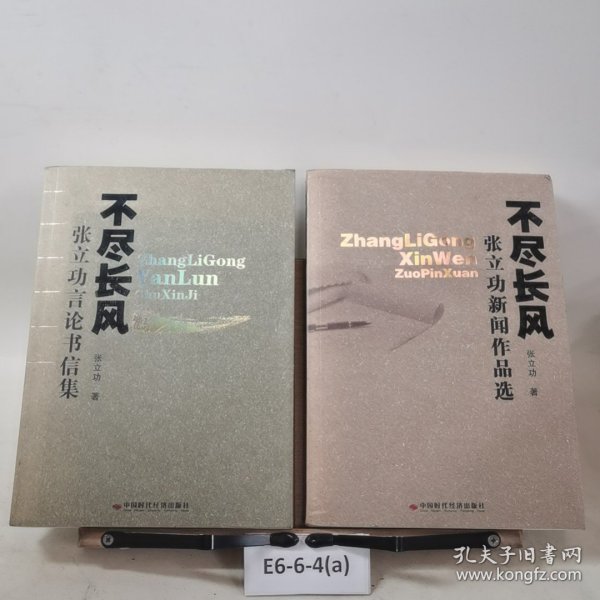 不尽长风
张立功言论书信集
ZhangLiGong
YanLun
ShuXinJi
张立功 著
中国时代经济出版社
不尽长风
张立功新闻作品选
ZhangLiGong
XinWen
ZuoPinXuan
张立功 著
中国时代经济出版社
E6-6-4(a)
孔夫子旧书网
www.kongfz.com